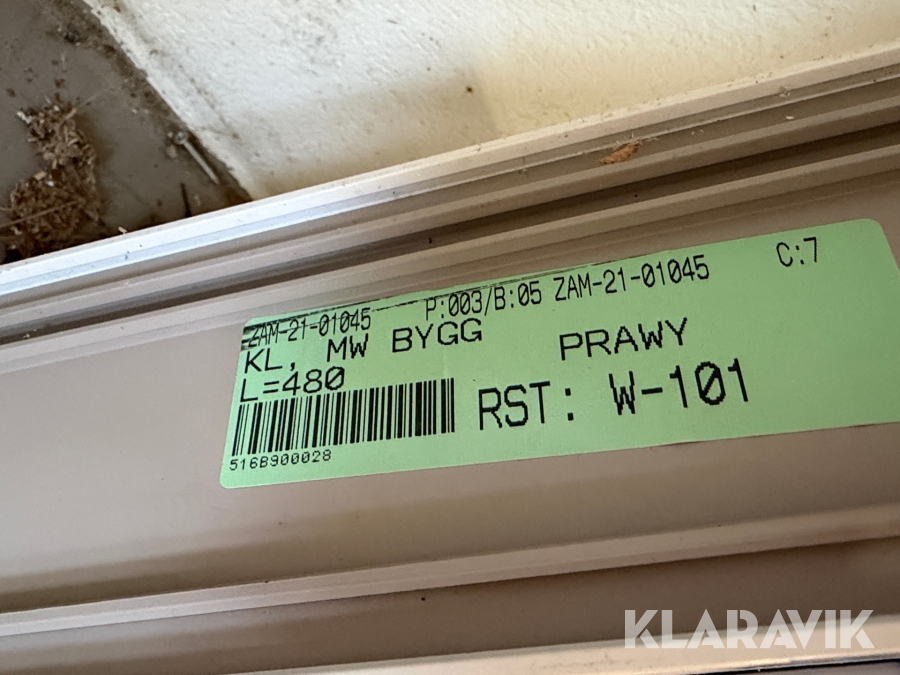 KLARAVIK
ZAM-21-01045 P:003/B:05 ZAM-21-01045 C:7
KL, MW BYGG PRAWY
L=480
RST: W-101
516B900028